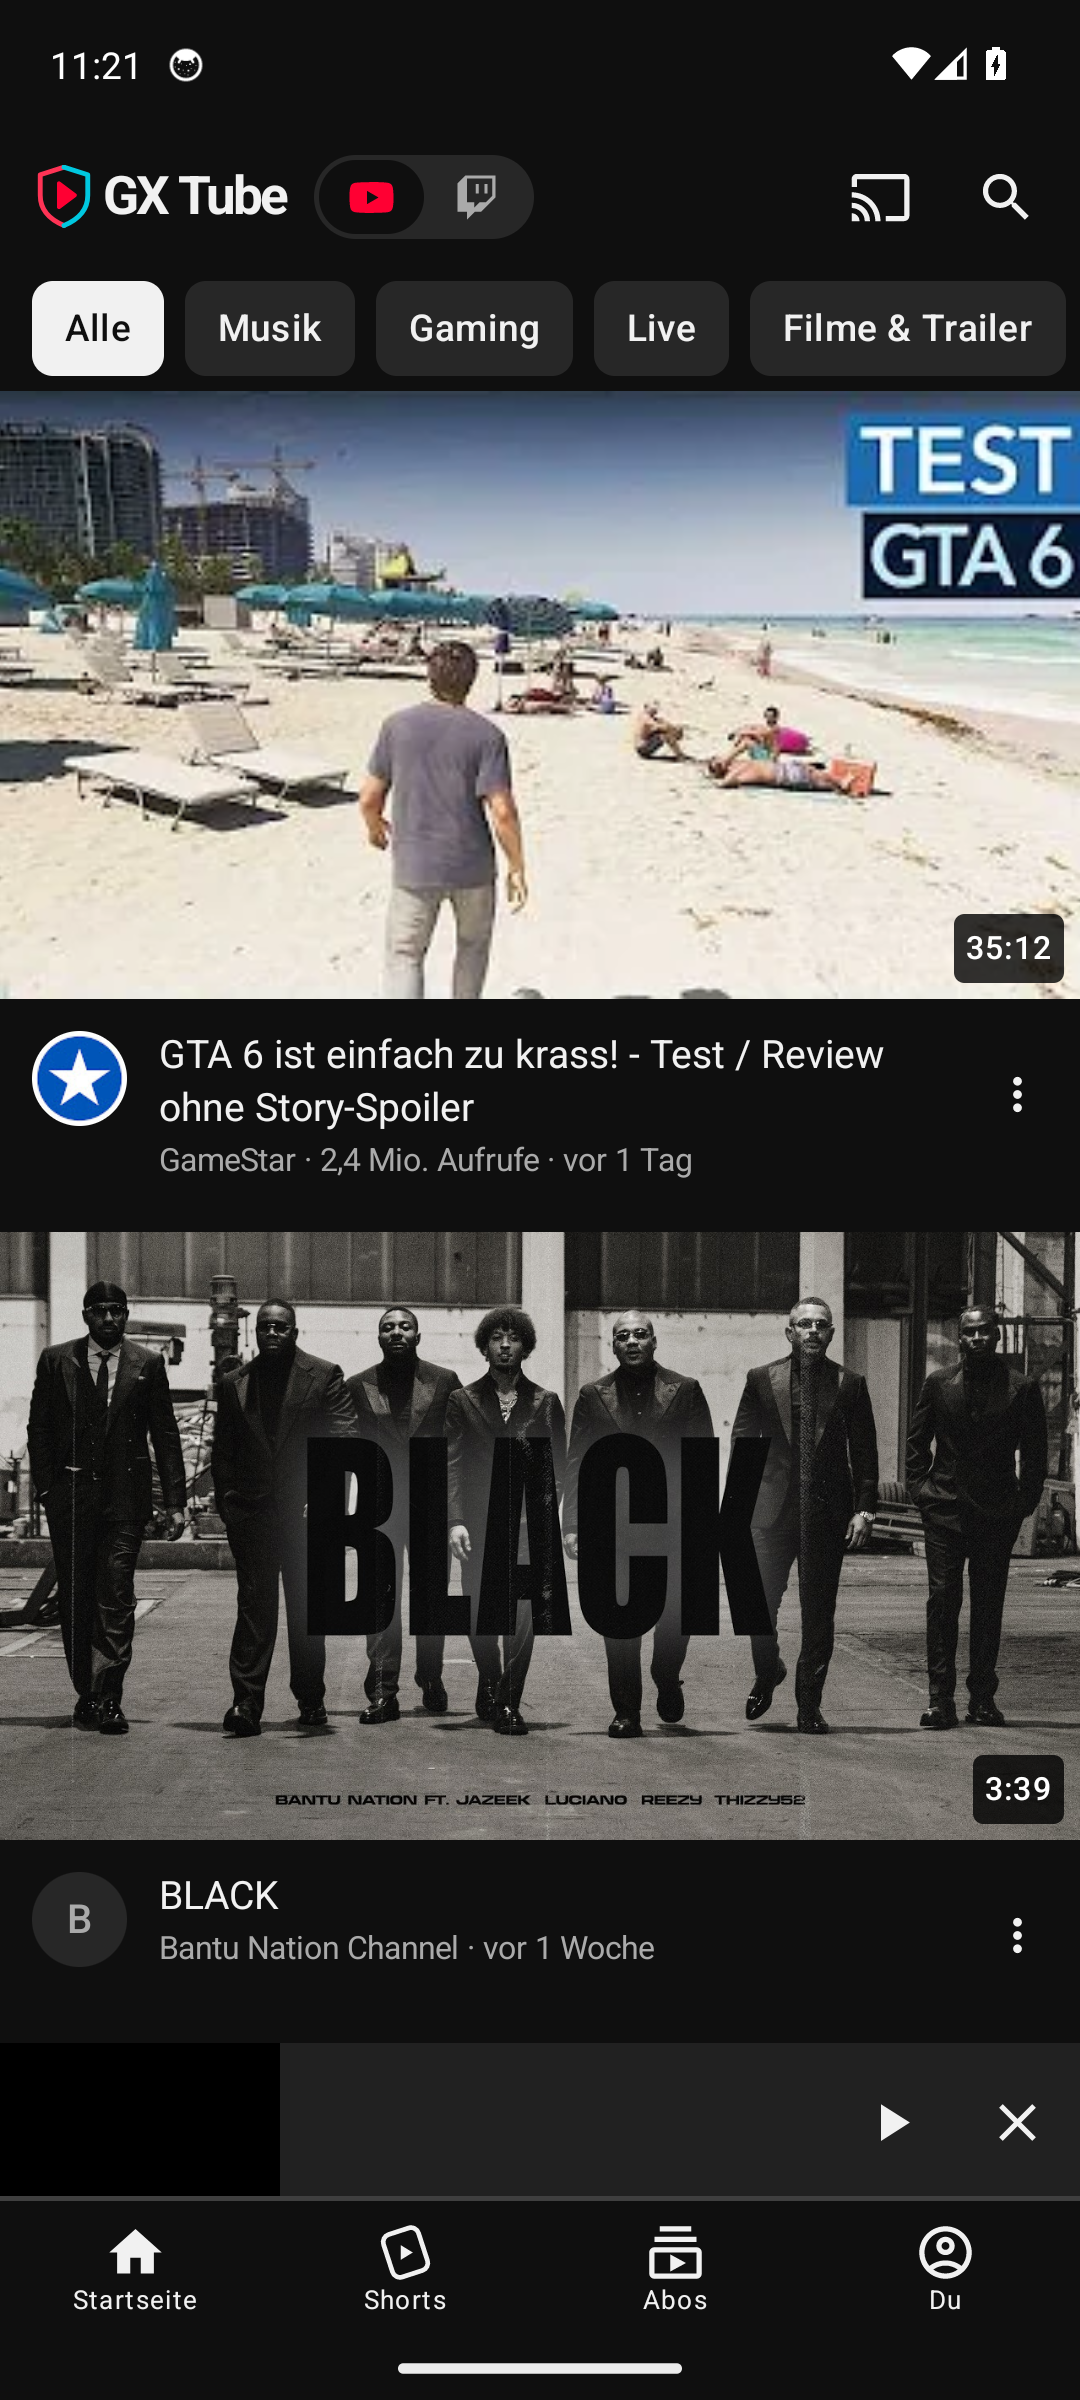 11:21
GX Tube
Alle
Musik
Gaming
Live
Filme & Trailer
TEST
GTA 6
35:12
GTA 6 ist einfach zu krass! - Test / Review
ohne Story-Spoiler
GameStar · 2,4 Mio. Aufrufe · vor 1 Tag
BLACK
BANTU NATION FT. JAZEEK LUCIANO REEZY THIZZY52
3:39
B
BLACK
Bantu Nation Channel · vor 1 Woche
Startseite
Shorts
Abos
Du